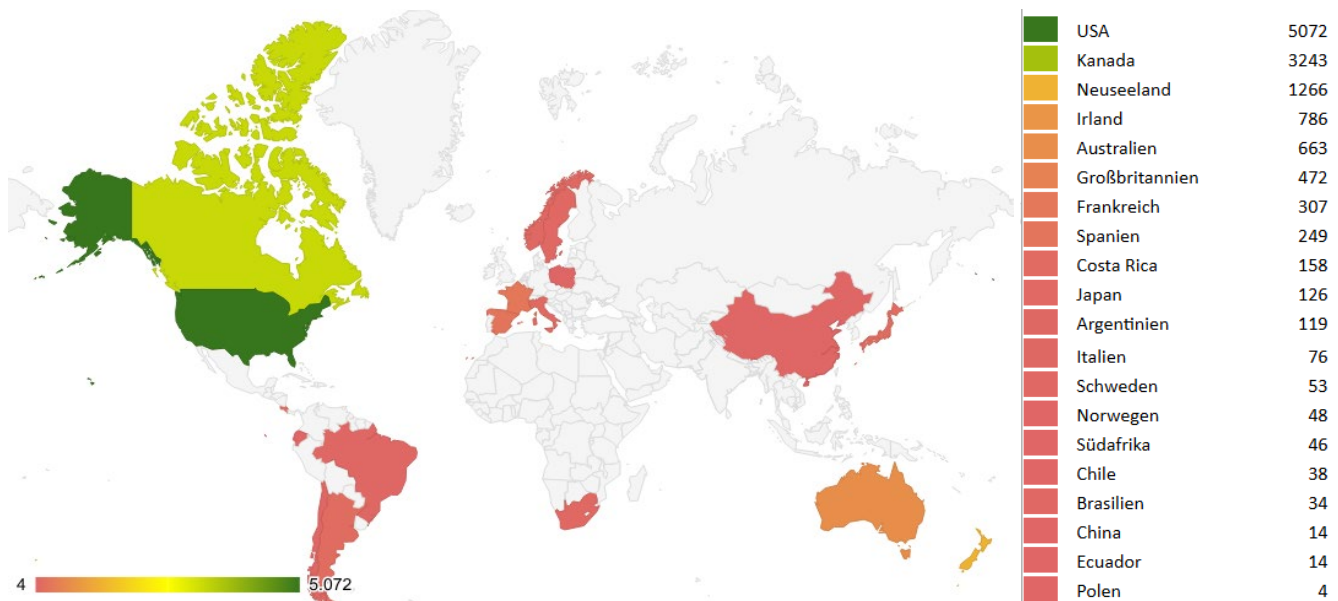 USA 5072
Kanada 3243
Neuseeland 1266
Irland 786
Australien 663
Großbritannien 472
Frankreich 307
Spanien 249
Costa Rica 158
Japan 126
Argentinien 119
Italien 76
Schweden 53
Norwegen 48
Südafrika 46
Chile 38
Brasilien 34
China 14
Ecuador 14
Polen 4
4 5.072